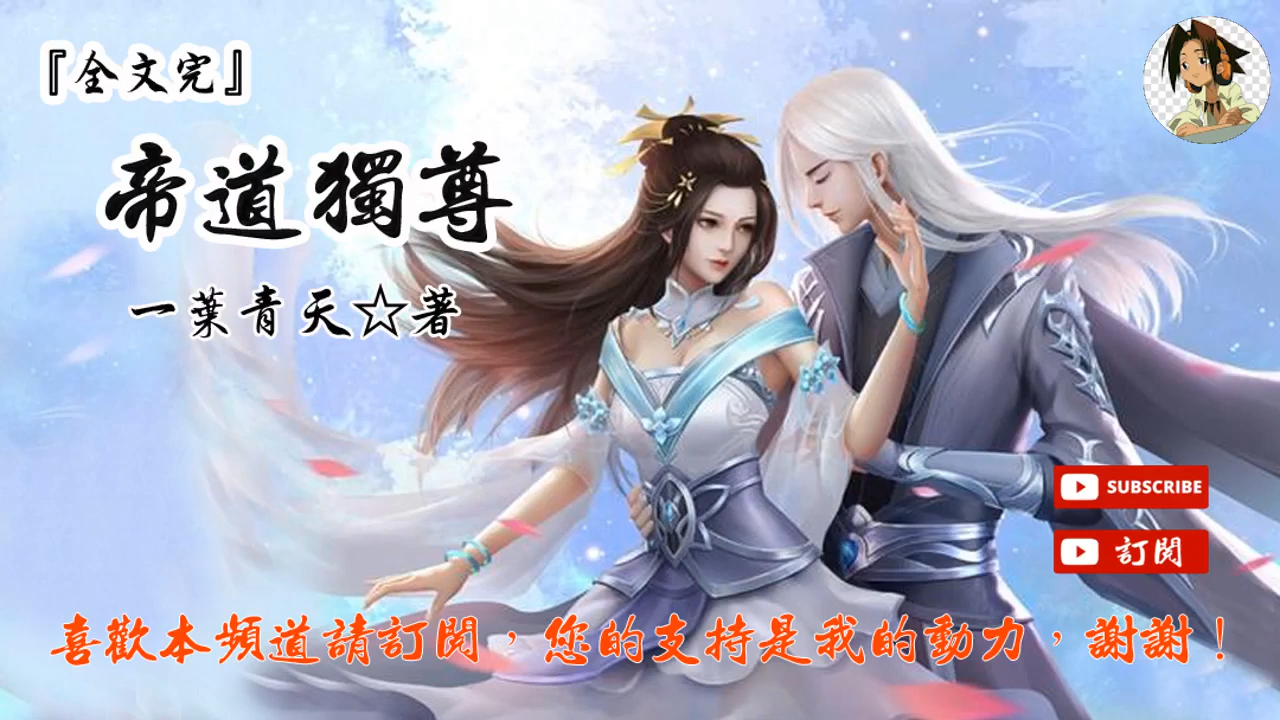 『全文完』
帝道獨尊
一葉青天☆著
SUBSCRIBE
訂閱
喜歡本頻道請訂閱，您的支持是我的動力，謝謝！